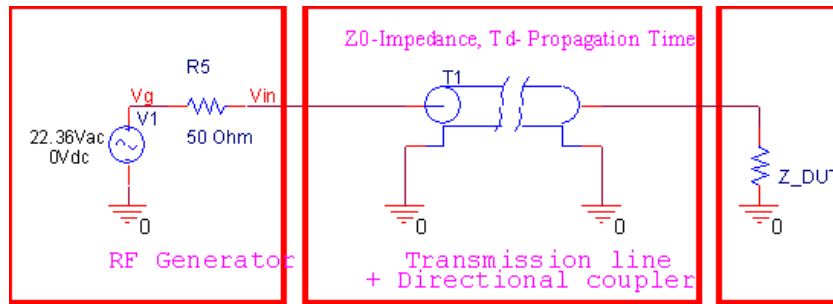 Z0-Impedance, Td- Propagation Time
R5
T1
Vg
Vin
V1
22.36Vac
0Vdc
50 Ohm
Z_DUT
0
0
0
0
RF Generator
Transmission line
+ Directional coupler